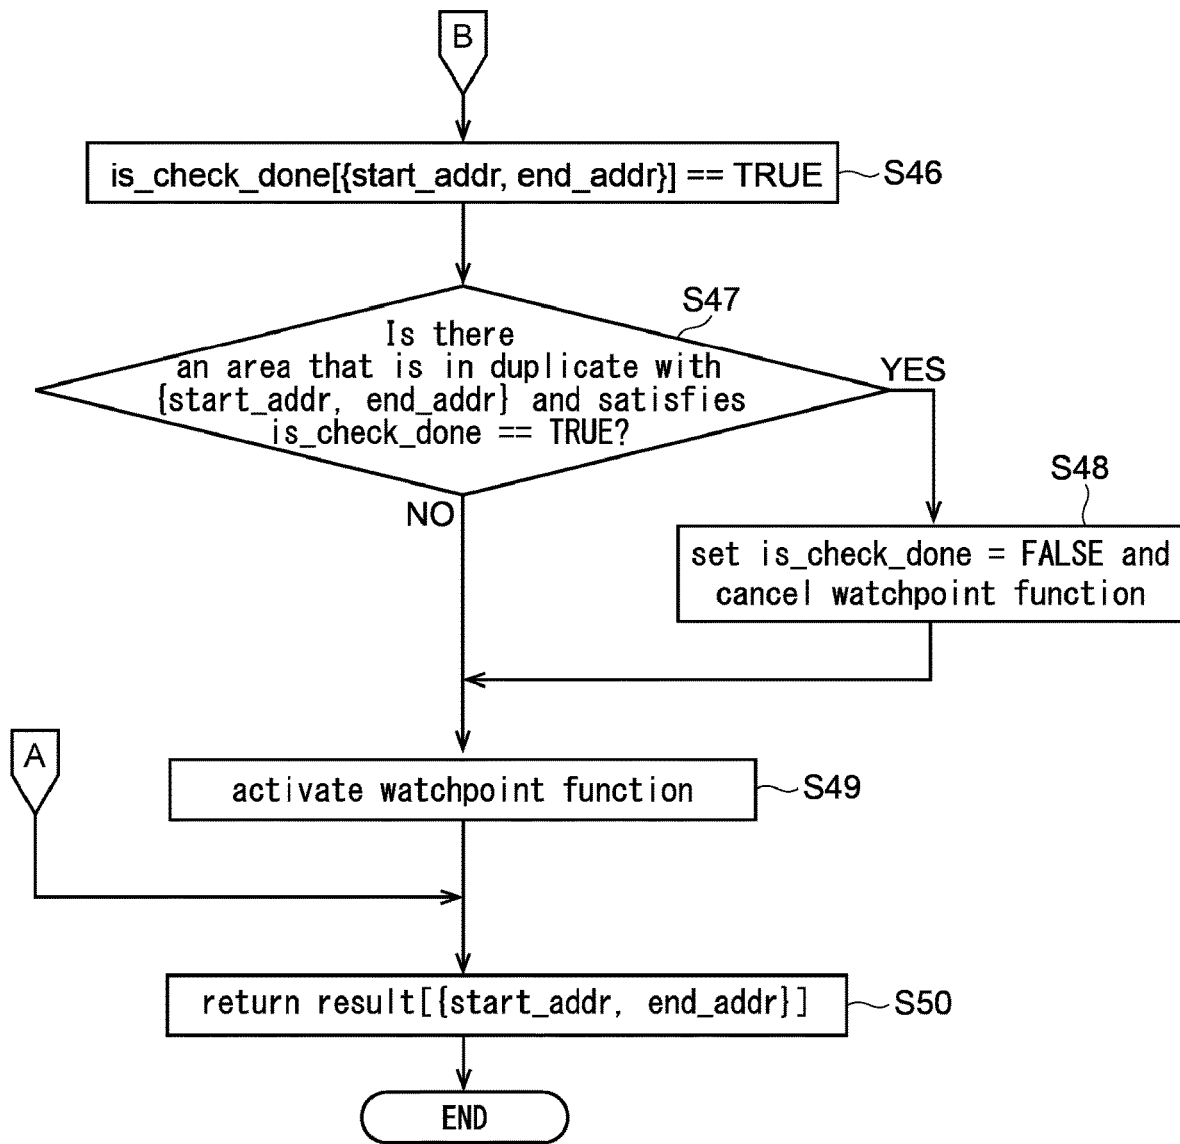 B
is_check_done[{start_addr, end_addr}] == TRUE
S46
S47
Is there
an area that is in duplicate with
{start_addr, end_addr} and satisfies
is_check_done == TRUE?
YES
NO
S48
set is_check_done = FALSE and
cancel watchpoint function
A
activate watchpoint function
S49
return result[{start_addr, end_addr}]
S50
END